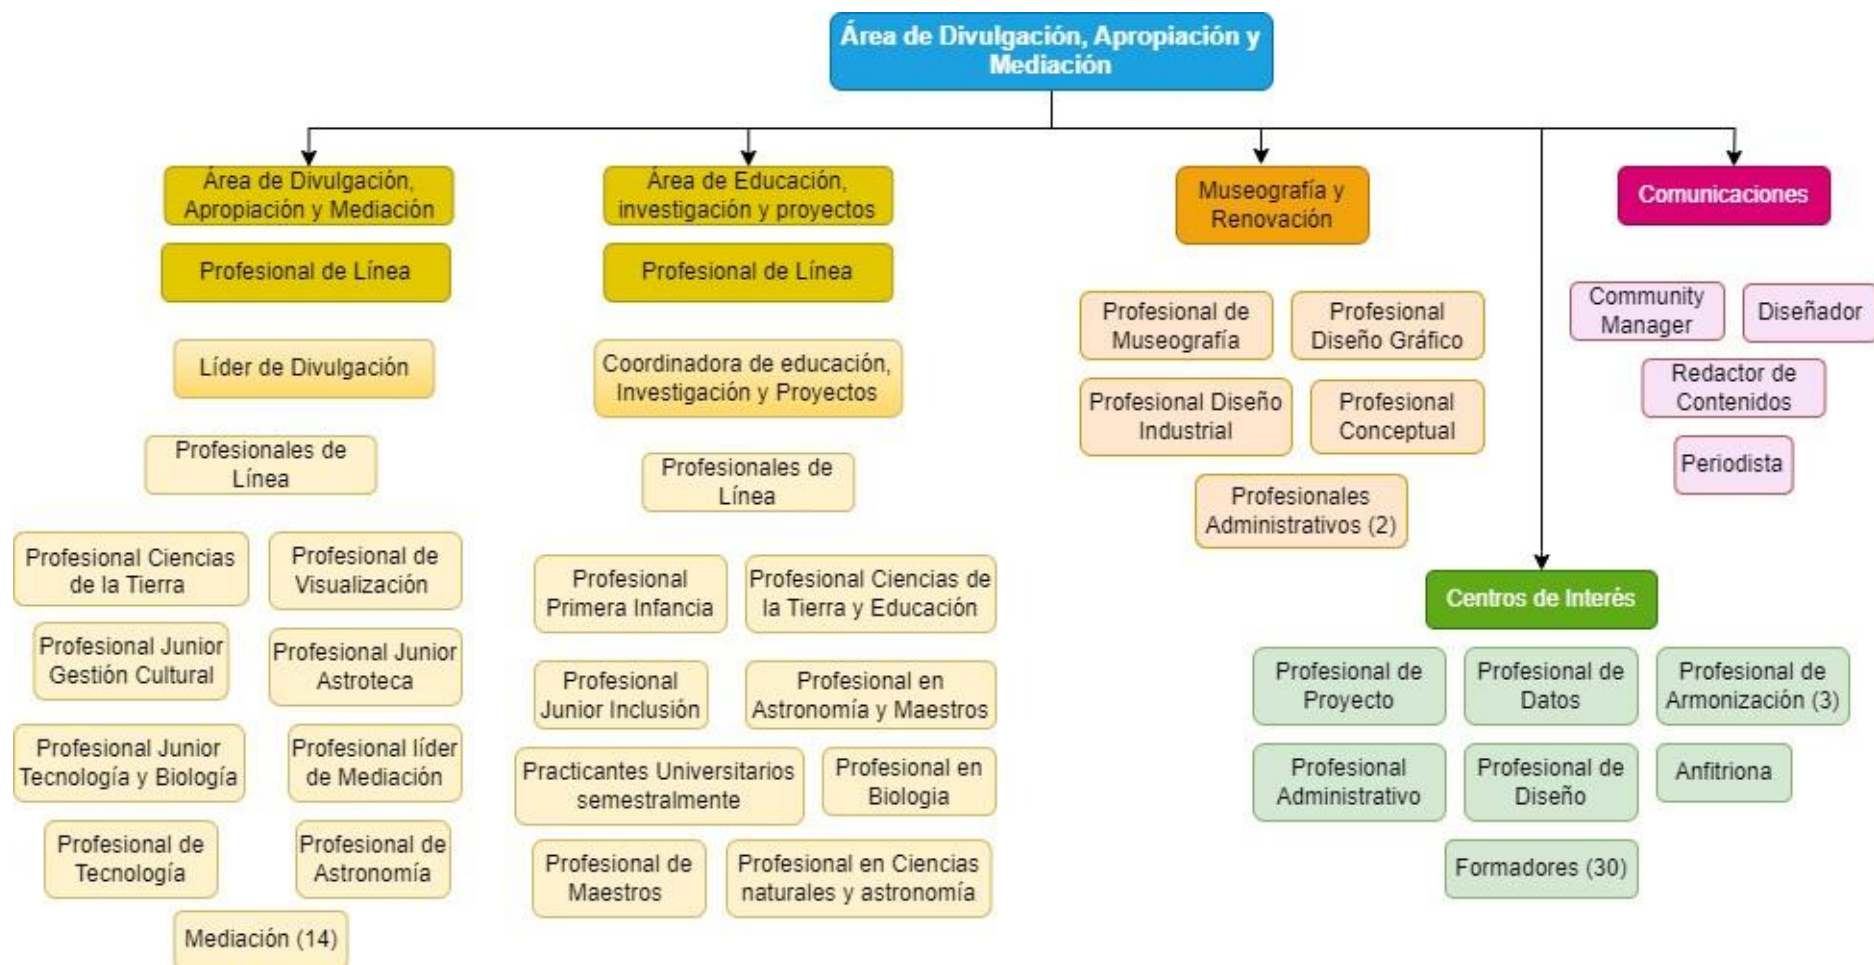 Área de Divulgación, Apropiación y
Mediación
Área de Divulgación,
Apropiación y Mediación
Profesional de Línea
Líder de Divulgación
Profesionales de
Línea
Profesional Ciencias
de la Tierra
Profesional de
Visualización
Profesional Junior
Gestión Cultural
Profesional Junior
Astroteca
Profesional Junior
Tecnología y Biología
Profesional líder
de Mediación
Profesional de
Tecnología
Profesional de
Astronomía
Mediación (14)
Área de Educación,
investigación y proyectos
Profesional de Línea
Coordinadora de educación,
Investigación y Proyectos
Profesionales de
Línea
Profesional
Primera Infancia
Profesional Ciencias de
la Tierra y Educación
Profesional
Junior Inclusión
Profesional en
Astronomía y Maestros
Practicantes Universitarios
semestralmente
Profesional en
Biologia
Profesional de
Maestros
Profesional en Ciencias
naturales y astronomía
Museografía y
Renovación
Profesional de
Museografía
Profesional
Diseño Gráfico
Profesional Diseño
Industrial
Profesional
Conceptual
Profesionales
Administrativos (2)
Comunicaciones
Community
Manager
Diseñador
Redactor de
Contenidos
Periodista
Centros de Interés
Profesional de
Proyecto
Profesional de
Datos
Profesional de
Armonización (3)
Profesional
Administrativo
Profesional de
Diseño
Anfitriona
Formadores (30)